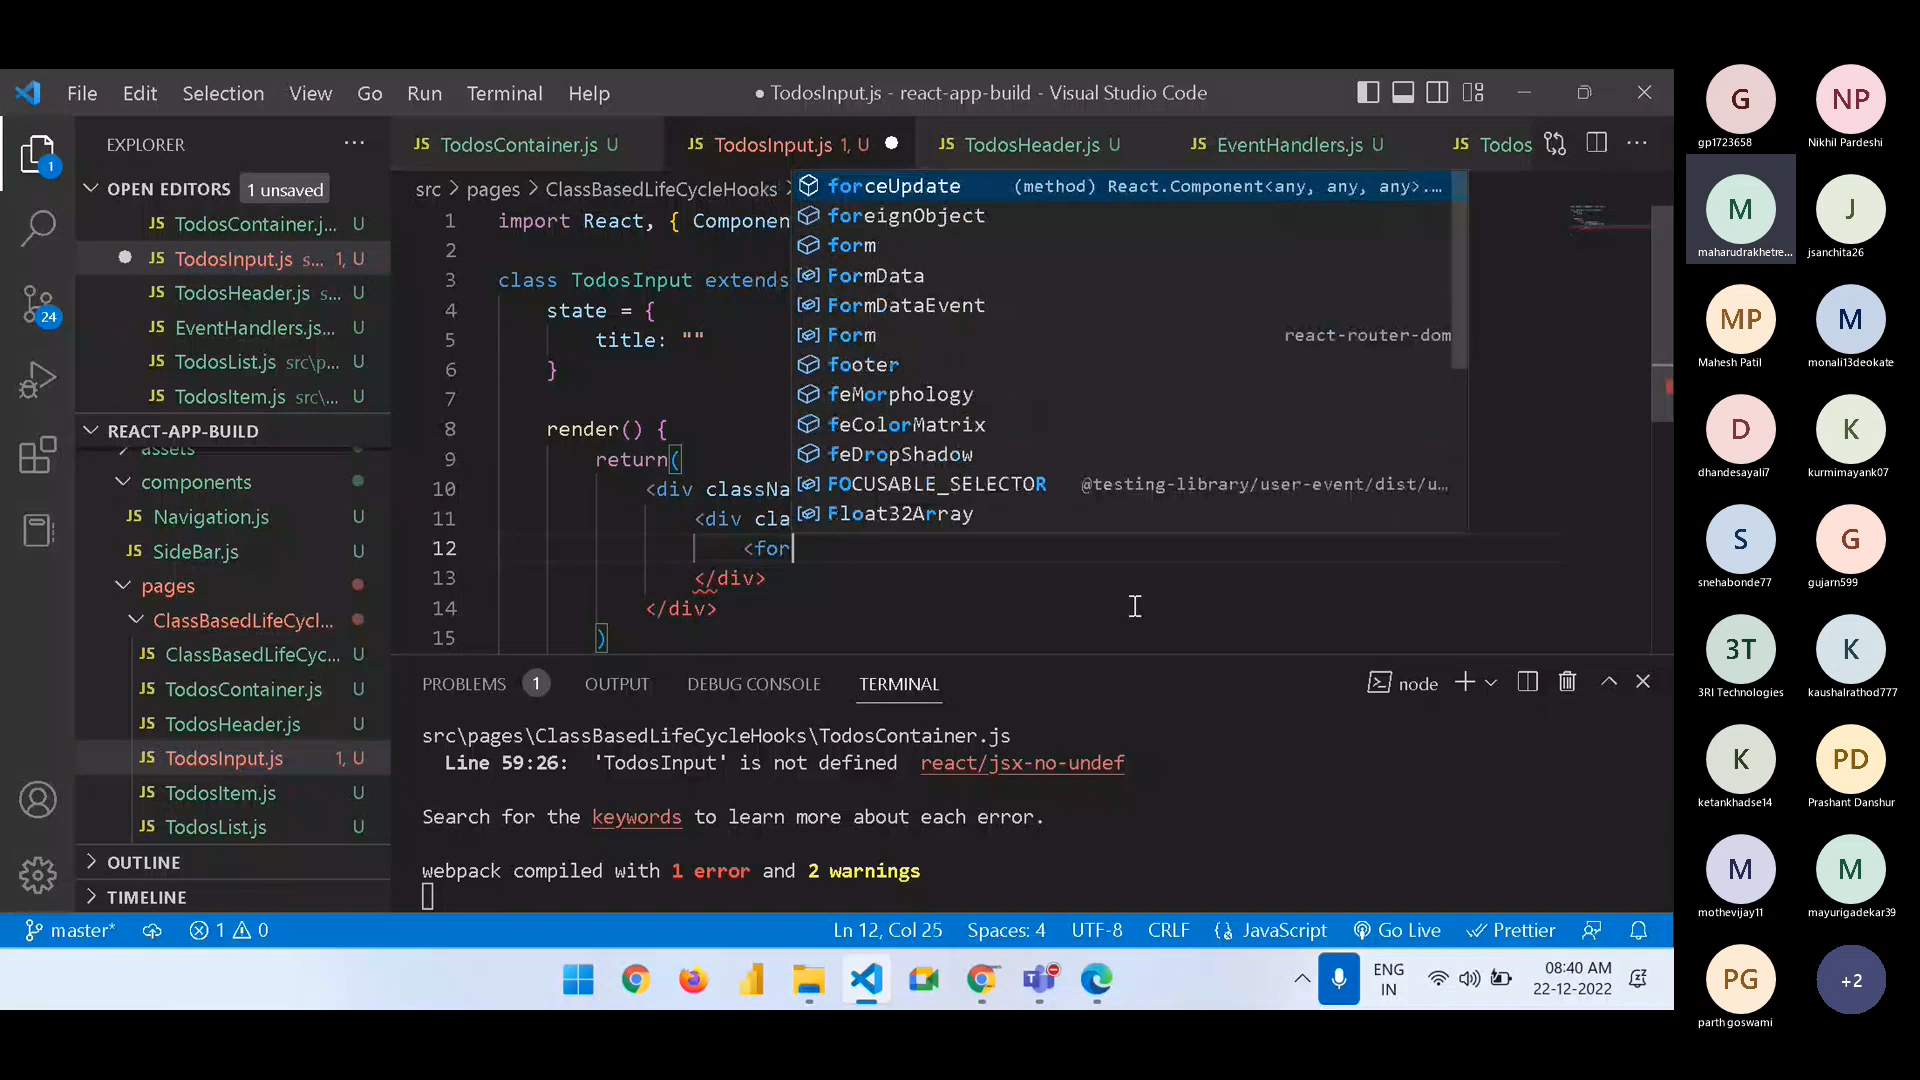 File Edit Selection View Go Run Terminal Help
● TodosInput.js - react-app-build - Visual Studio Code
EXPLORER
JS TodosContainer.js U
JS TodosInput.js 1, U
JS TodosHeader.js U
JS EventHandlers.js U
JS Todos
1
OPEN EDITORS 1 unsaved
JS TodosContainer.j... U
JS TodosInput.js s... 1, U
JS TodosHeader.js s... U
JS EventHandlers.js... U
JS TodosList.js src\p... U
JS TodosItem.js src\... U
24
REACT-APP-BUILD
assets
components
JS Navigation.js U
JS SideBar.js U
pages
ClassBasedLifeCycl...
JS ClassBasedLifeCyc... U
JS TodosContainer.js U
JS TodosHeader.js U
JS TodosInput.js 1, U
JS TodosItem.js U
JS TodosList.js U
OUTLINE
TIMELINE
src > pages > ClassBasedLifeCycleHooks
1 import React, { Componen
2
3 class TodosInput extends
4 state = {
5 title: ""
6 }
7
8 render() {
9 return(
10 <div classNa
11 <div cla
12 <for
13 </div>
14 </div>
15 )
forceUpdate (method) React.Component<any, any, any>....
foreignObject
form
FormData
FormDataEvent
Form react-router-dom
footer
feMorphology
feColorMatrix
feDropShadow
FOCUSABLE_SELECTOR @testing-library/user-event/dist/u...
Float32Array
PROBLEMS 1 OUTPUT DEBUG CONSOLE TERMINAL
node
src\pages\ClassBasedLifeCycleHooks\TodosContainer.js
Line 59:26: 'TodosInput' is not defined react/jsx-no-undef
Search for the keywords to learn more about each error.
webpack compiled with 1 error and 2 warnings
master* 1 0
Ln 12, Col 25 Spaces: 4 UTF-8 CRLF JavaScript Go Live Prettier
ENG
IN
08:40 AM
22-12-2022
G NP
gp1723658 Nikhil Pardeshi
M J
maharudrakhetre... jsanchita26
MP M
Mahesh Patil monali13deokate
D K
dhandesayali7 kurmimayank07
S G
snehabonde77 gujarn599
3T K
3RI Technologies kaushalrathod777
K PD
ketankhadse14 Prashant Danshur
M M
mothevijay11 mayurigadekar39
PG +2
parth goswami